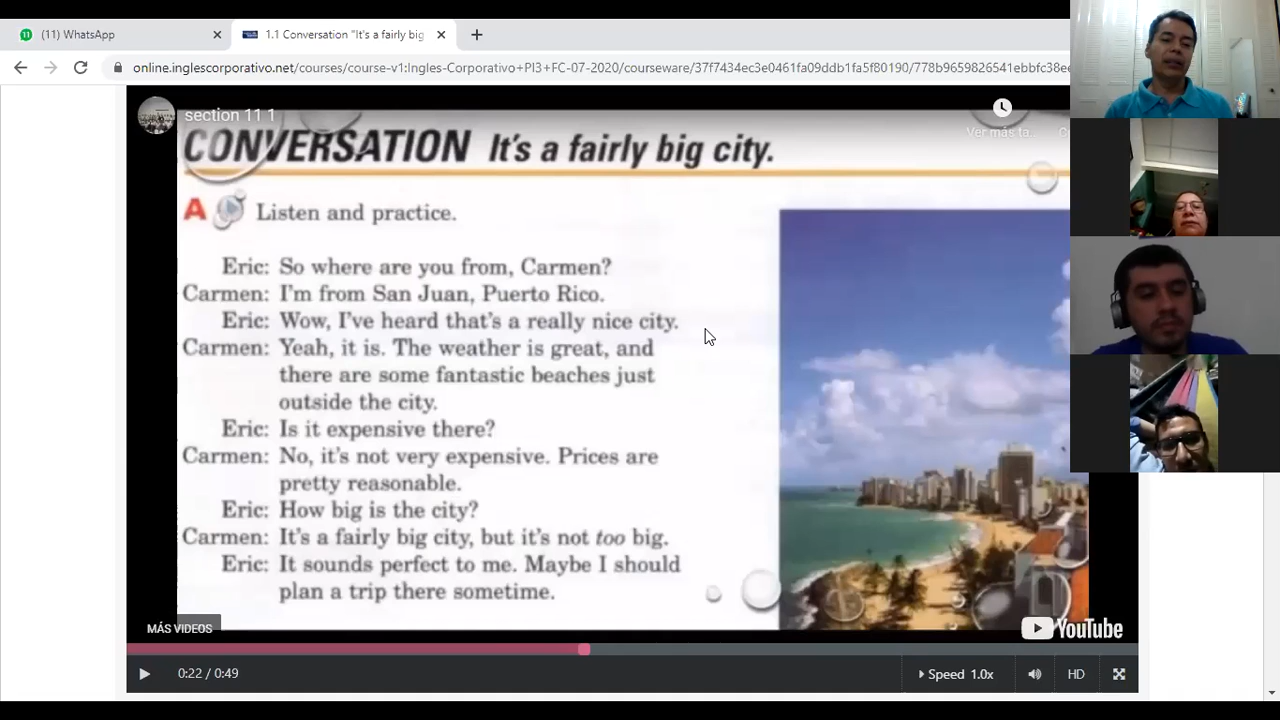 (11) WhatsApp
1.1 Conversation "It's a fairly big
online.inglescorporativo.net/courses/course-v1:Ingles-Corporativo+PI3+FC-07-2020/courseware/37f7434ec3e0461fa09ddb1fa5f80190/778b9659826541ebbfc38ee
section 11 1
Ver más ta...
CONVERSATION It's a fairly big city.
A Listen and practice.
Eric: So where are you from, Carmen?
Carmen: I'm from San Juan, Puerto Rico.
Eric: Wow, I've heard that's a really nice city.
Carmen: Yeah, it is. The weather is great, and
there are some fantastic beaches just
outside the city.
Eric: Is it expensive there?
Carmen: No, it's not very expensive. Prices are
pretty reasonable.
Eric: How big is the city?
Carmen: It's a fairly big city, but it's not too big.
Eric: It sounds perfect to me. Maybe I should
plan a trip there sometime.
MÁS VIDEOS
YouTube
0:22 / 0:49
Speed 1.0x
HD